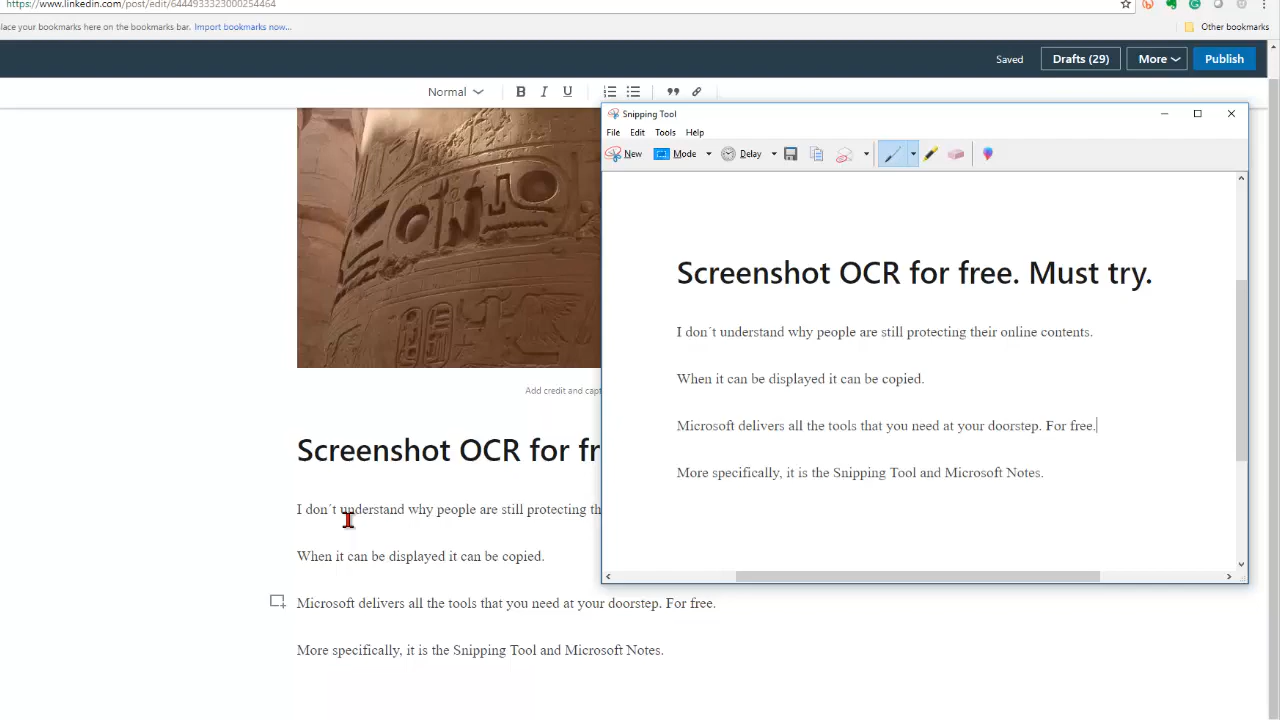 https://www.linkedin.com/post/edit/6444933323000254464
lace your bookmarks here on the bookmarks bar. Import bookmarks now...
Other bookmarks
Saved
Drafts (29)
More
Publish
Normal
B
I
U
Add credit and capt
Screenshot OCR for fr
I don´t understand why people are still protecting th
When it can be displayed it can be copied.
Microsoft delivers all the tools that you need at your doorstep. For free.
More specifically, it is the Snipping Tool and Microsoft Notes.
Snipping Tool
File Edit Tools Help
New Mode Delay
Screenshot OCR for free. Must try.
I don´t understand why people are still protecting their online contents.
When it can be displayed it can be copied.
Microsoft delivers all the tools that you need at your doorstep. For free.
More specifically, it is the Snipping Tool and Microsoft Notes.